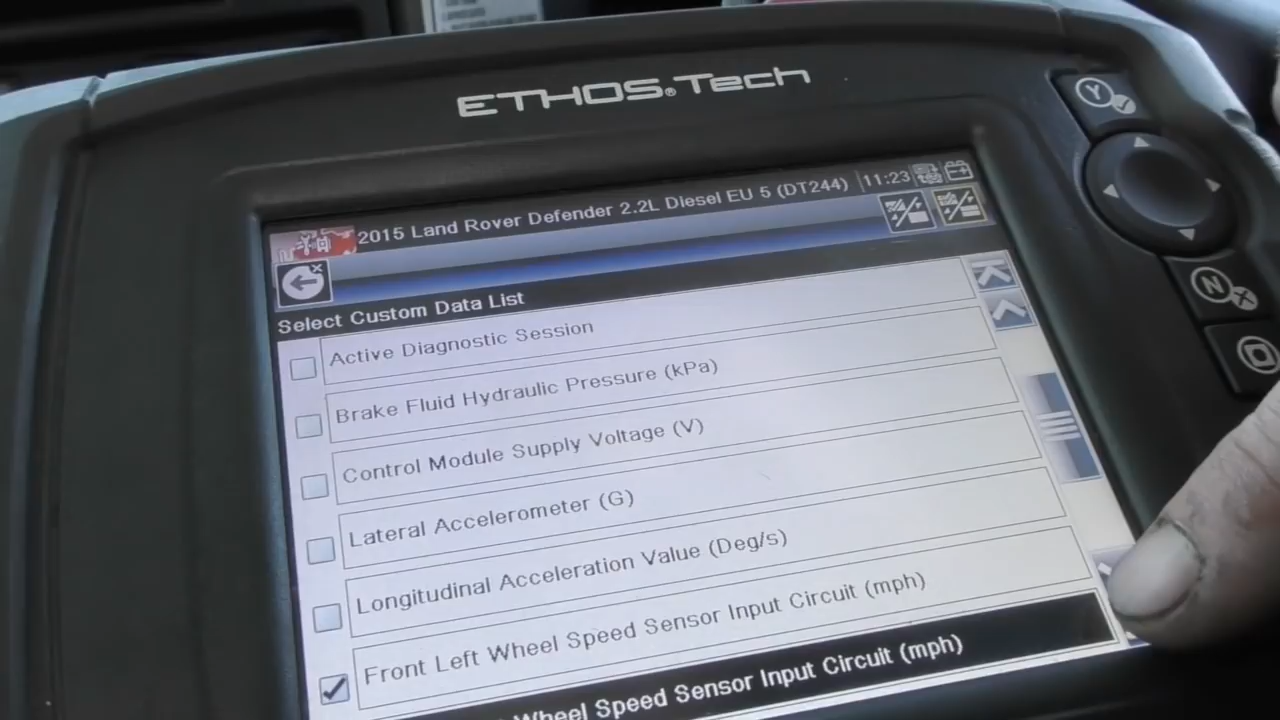 ETHOS® Tech
Y
2015 Land Rover Defender 2.2L Diesel EU 5 (DT244)
11:23
Select Custom Data List
N
Active Diagnostic Session
Brake Fluid Hydraulic Pressure (kPa)
Control Module Supply Voltage (V)
Lateral Accelerometer (G)
Longitudinal Acceleration Value (Deg/s)
Front Left Wheel Speed Sensor Input Circuit (mph)
Wheel Speed Sensor Input Circuit (mph)